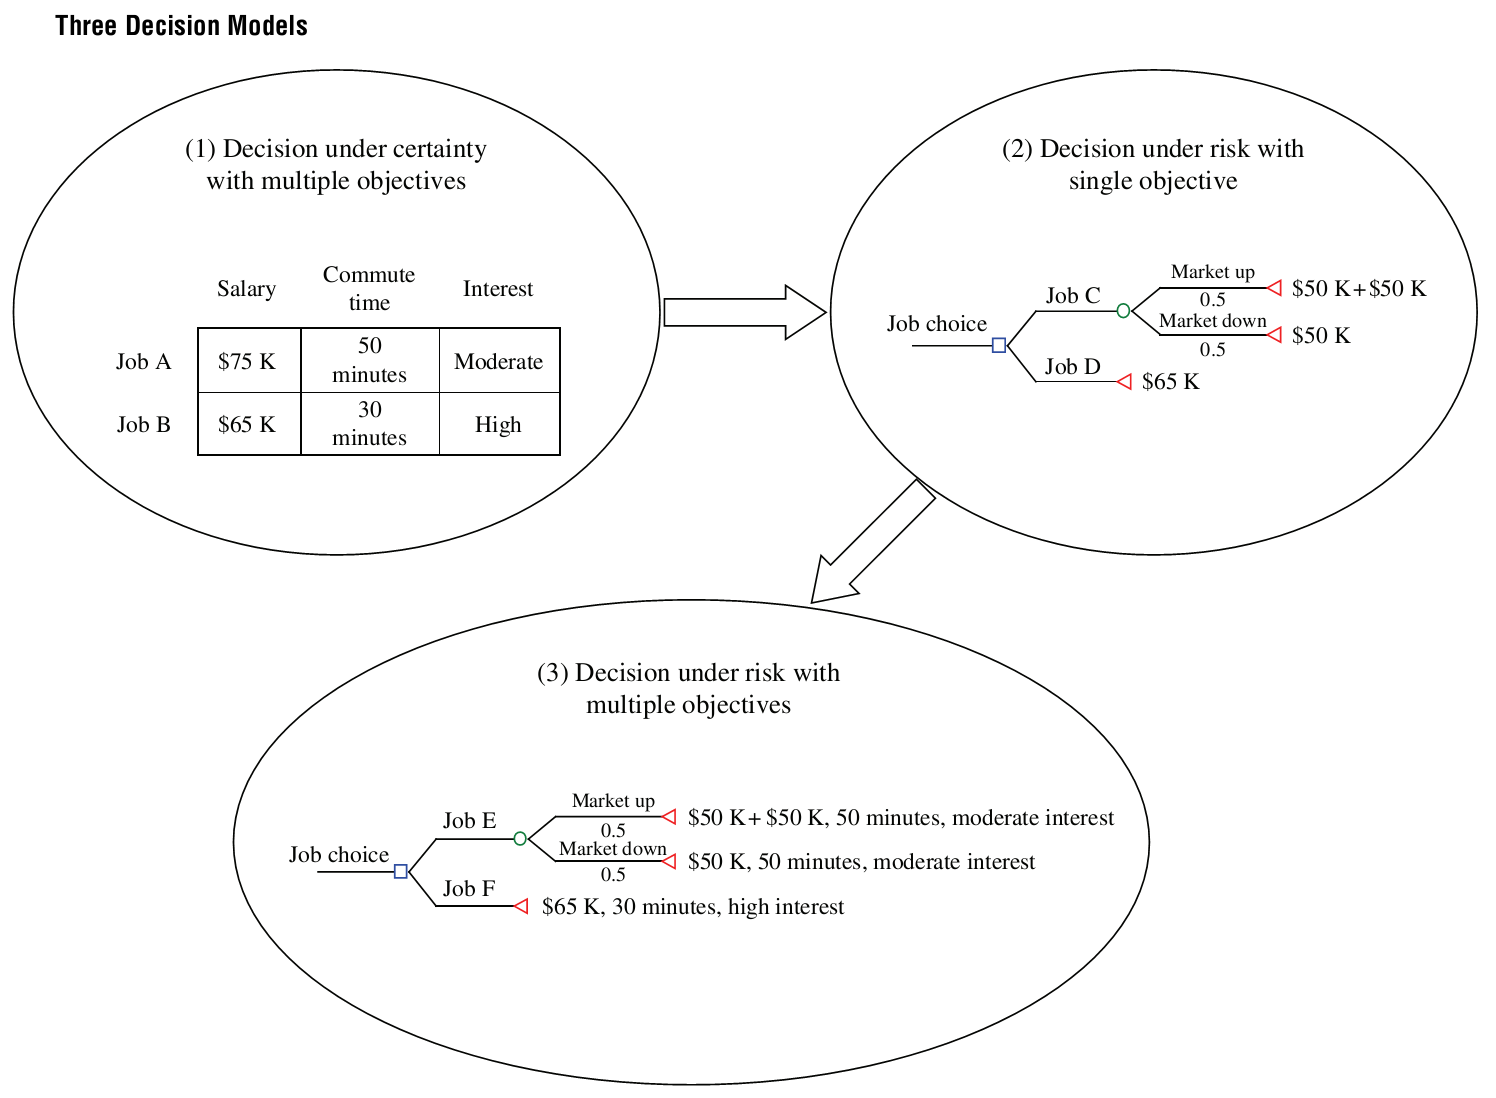 Three Decision Models
(1) Decision under certainty
with multiple objectives
Salary
Commute
time
Interest
Job A
$75 K
50
minutes
Moderate
Job B
$65 K
30
minutes
High
(2) Decision under risk with
single objective
Job choice
Job C
Market up
0.5
$50 K+$50 K
Market down
0.5
$50 K
Job D
$65 K
(3) Decision under risk with
multiple objectives
Job choice
Job E
Market up
0.5
$50 K+ $50 K, 50 minutes, moderate interest
Market down
0.5
$50 K, 50 minutes, moderate interest
Job F
$65 K, 30 minutes, high interest